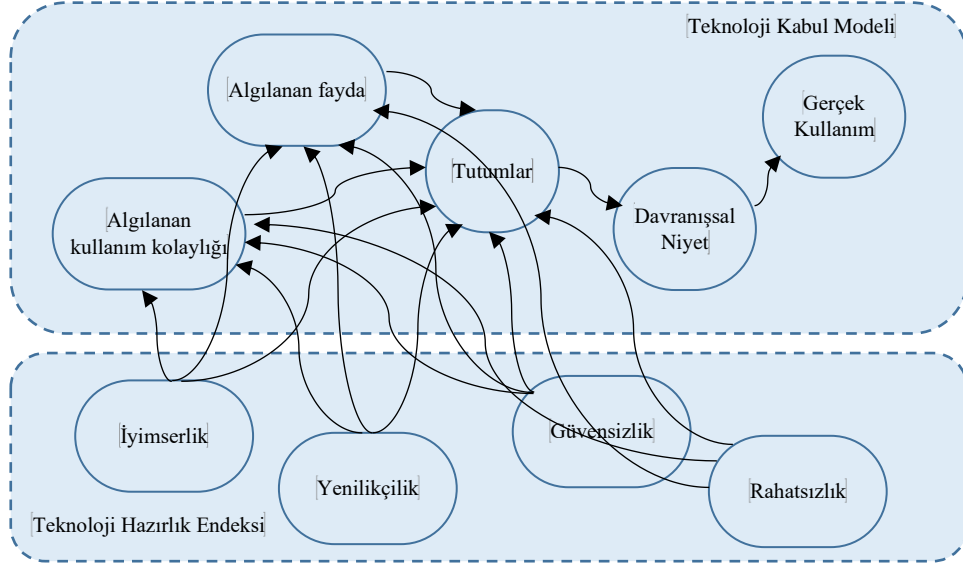 Teknoloji Kabul Modeli
Algılanan fayda
Gerçek
Kullanım
Tutumlar
Algılanan
kullanım kolaylığı
Davranışsal
Niyet
İyimserlik
Güvensizlik
Yenilikçilik
Rahatsızlık
Teknoloji Hazırlık Endeksi